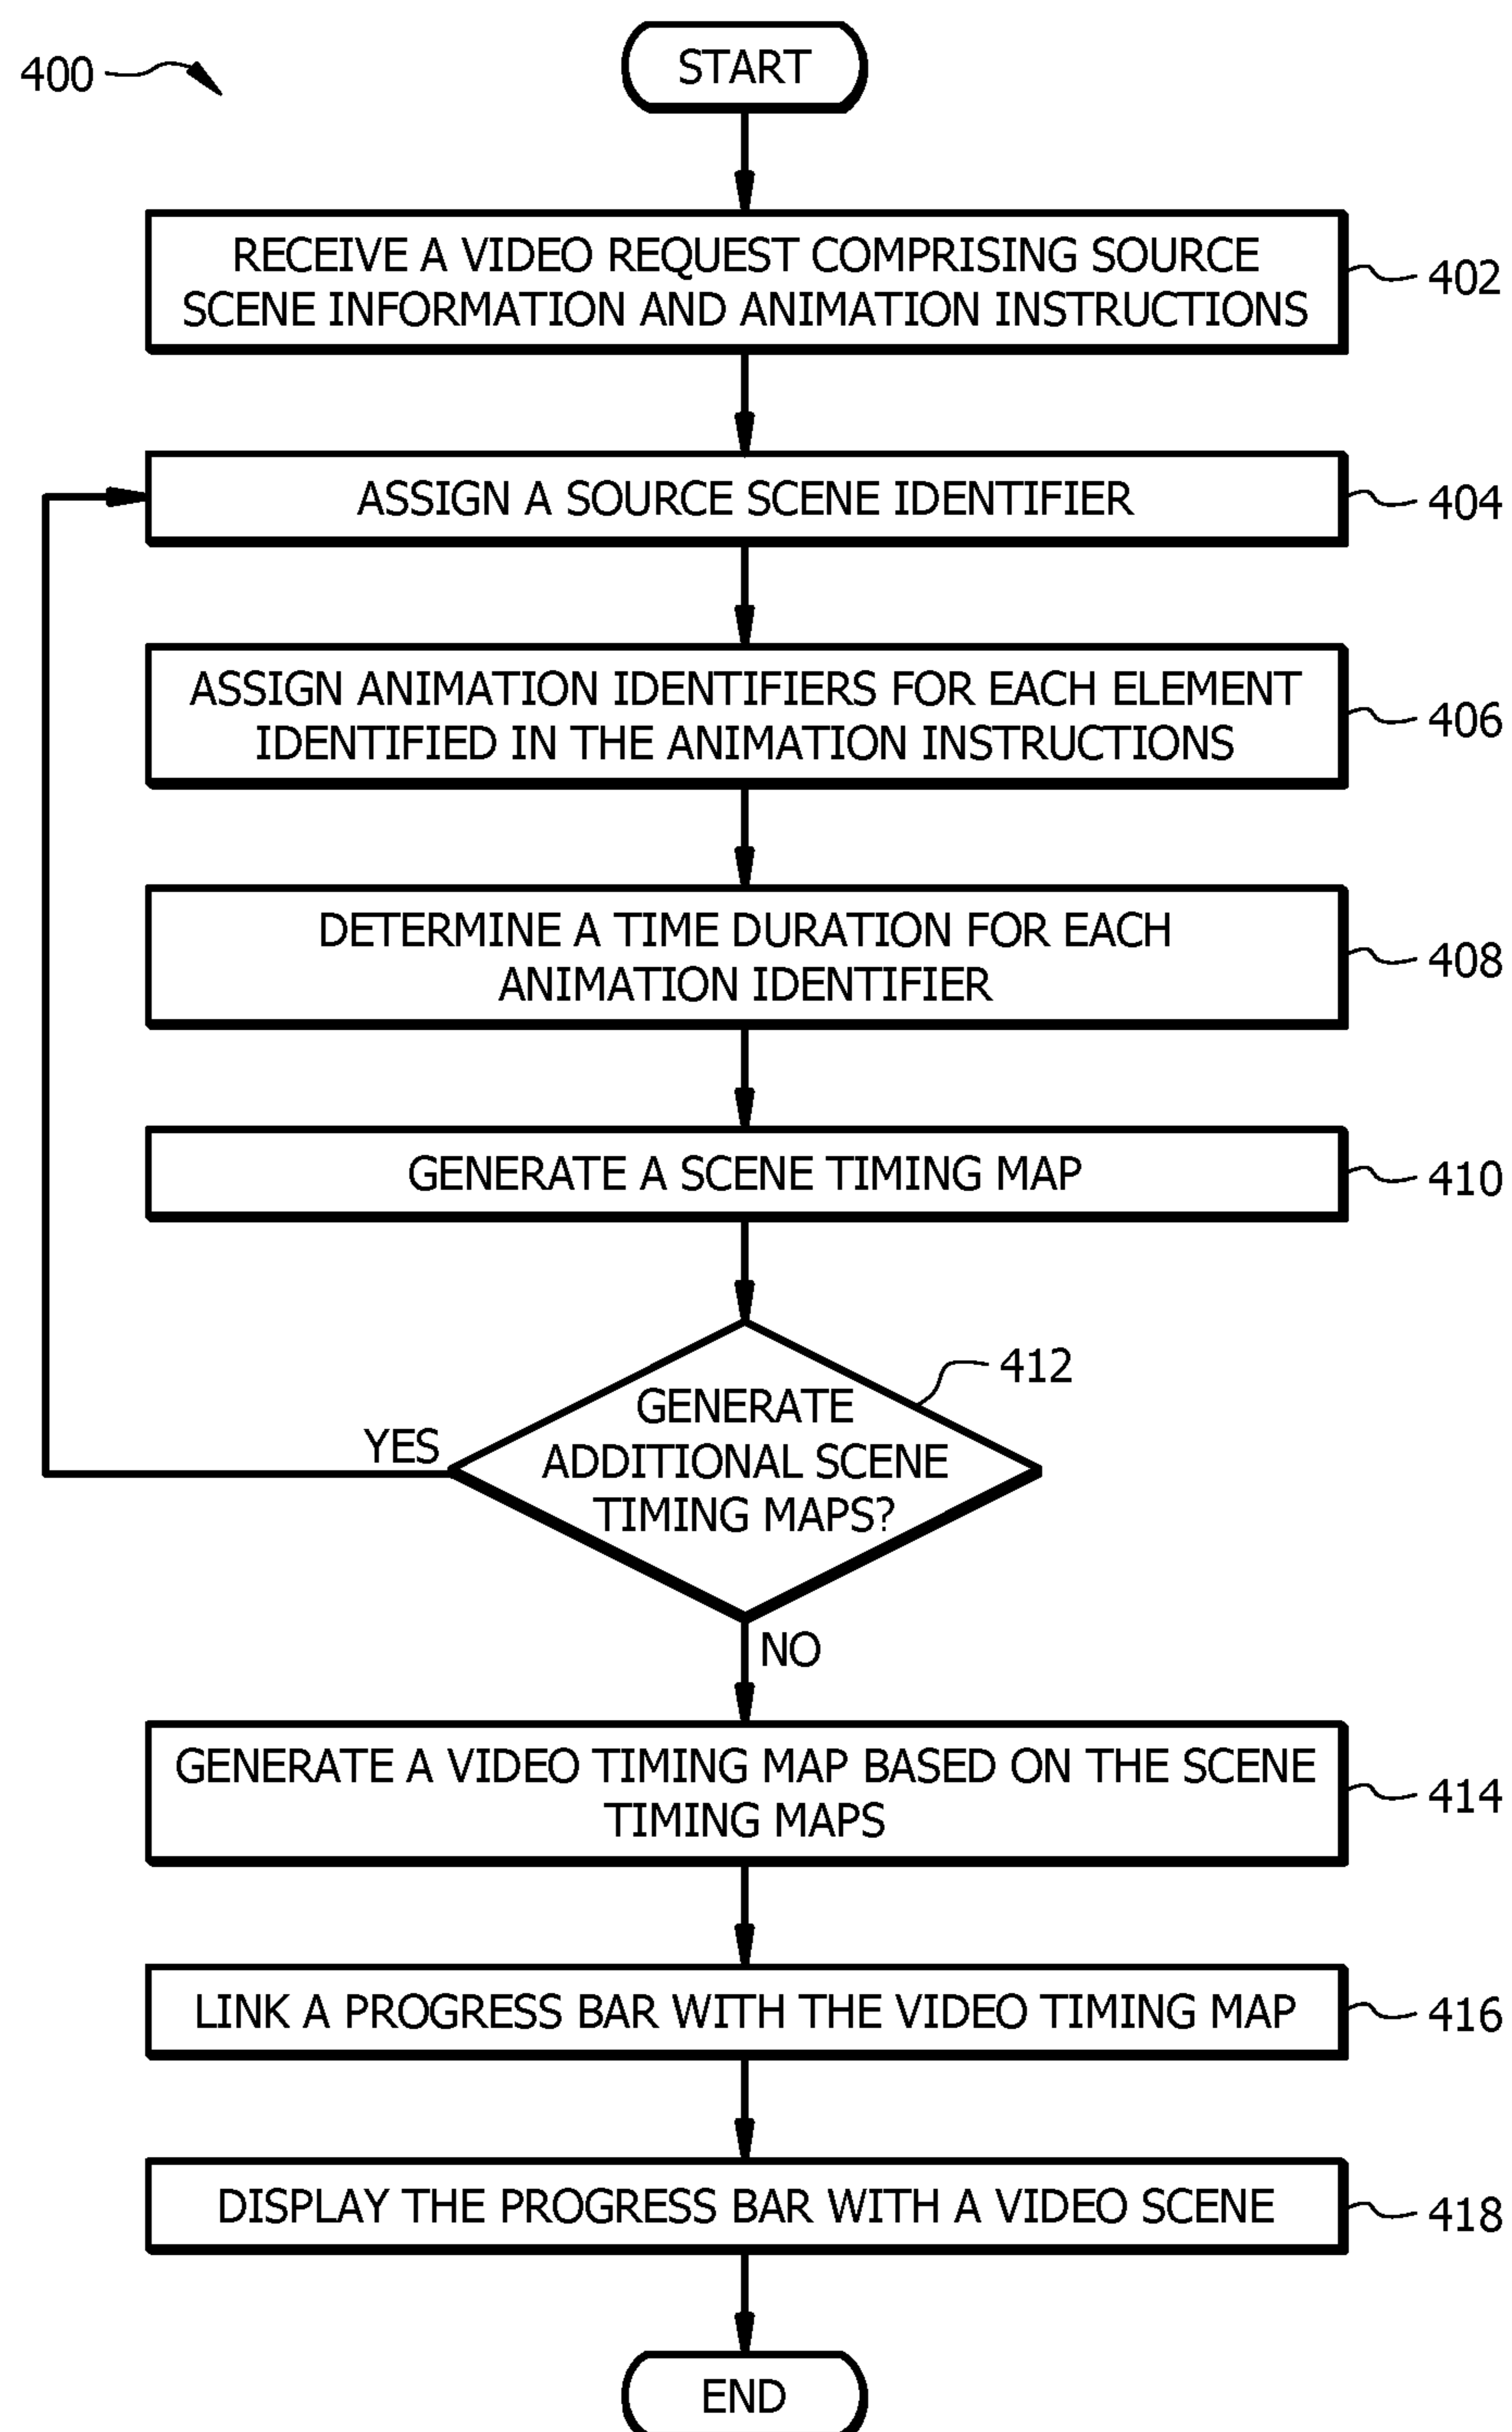 400
START
RECEIVE A VIDEO REQUEST COMPRISING SOURCE
SCENE INFORMATION AND ANIMATION INSTRUCTIONS
402
ASSIGN A SOURCE SCENE IDENTIFIER
404
ASSIGN ANIMATION IDENTIFIERS FOR EACH ELEMENT
IDENTIFIED IN THE ANIMATION INSTRUCTIONS
406
DETERMINE A TIME DURATION FOR EACH
ANIMATION IDENTIFIER
408
GENERATE A SCENE TIMING MAP
410
412
GENERATE
ADDITIONAL SCENE
TIMING MAPS?
YES
NO
GENERATE A VIDEO TIMING MAP BASED ON THE SCENE
TIMING MAPS
414
LINK A PROGRESS BAR WITH THE VIDEO TIMING MAP
416
DISPLAY THE PROGRESS BAR WITH A VIDEO SCENE
418
END